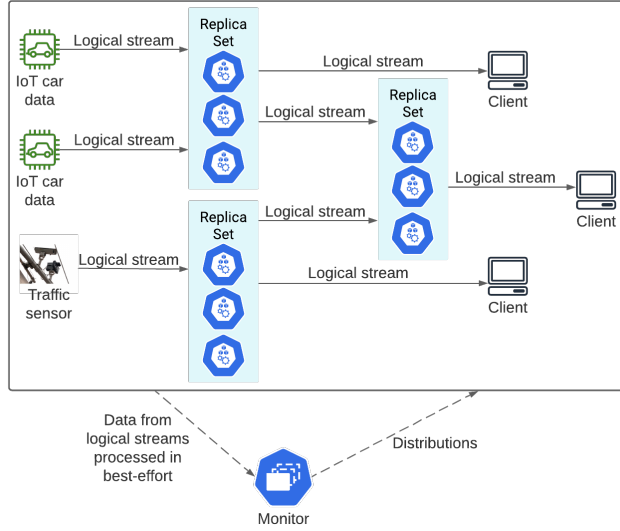 Replica
Set
Logical stream
IoT car
data
Logical stream
Client
Logical stream
Replica
Set
Logical stream
IoT car
data
Logical stream
Client
Replica
Set
Logical stream
Logical stream
Traffic
sensor
Logical stream
Client
Data from
logical streams
processed in
best-effort
Distributions
Monitor